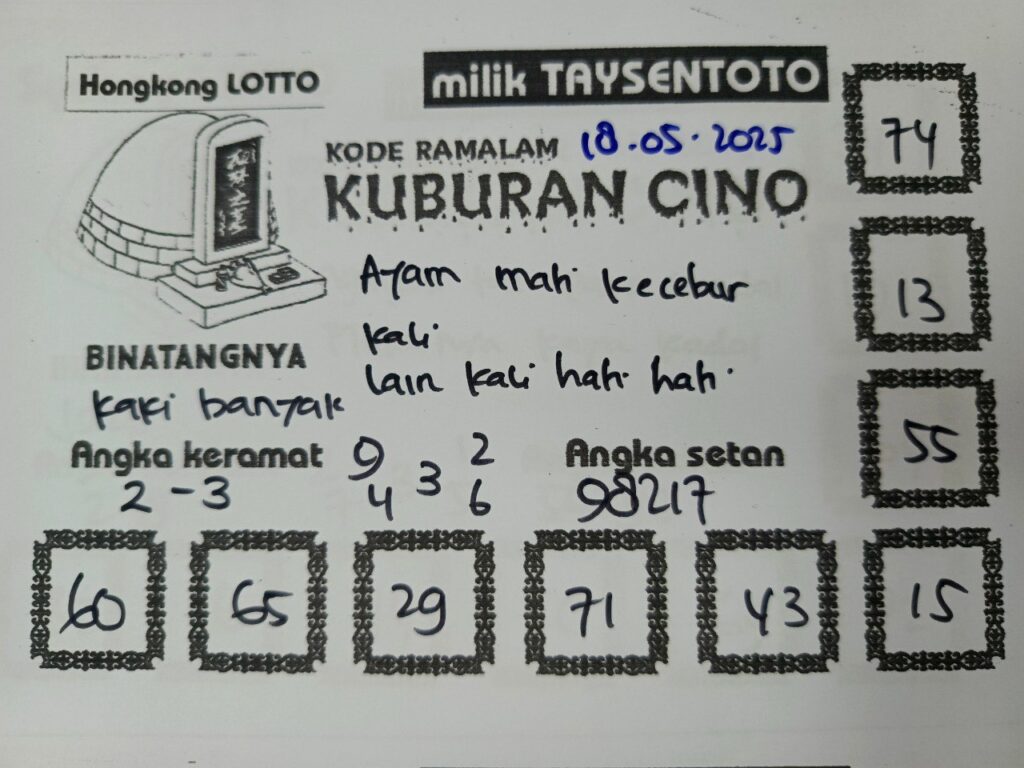 Hongkong LOTTO
milik TAYSENTOTO
KODE RAMALAM 18.05.2025
KUBURAN CINO
Ayam mati kecebur
kali
lain kali hati hati.
BINATANGNYA
kaki banyak
Angka keramat
2 - 3
9 2
3
4 6
Angka setan
98217
74
13
55
60 65 29 71 43 15